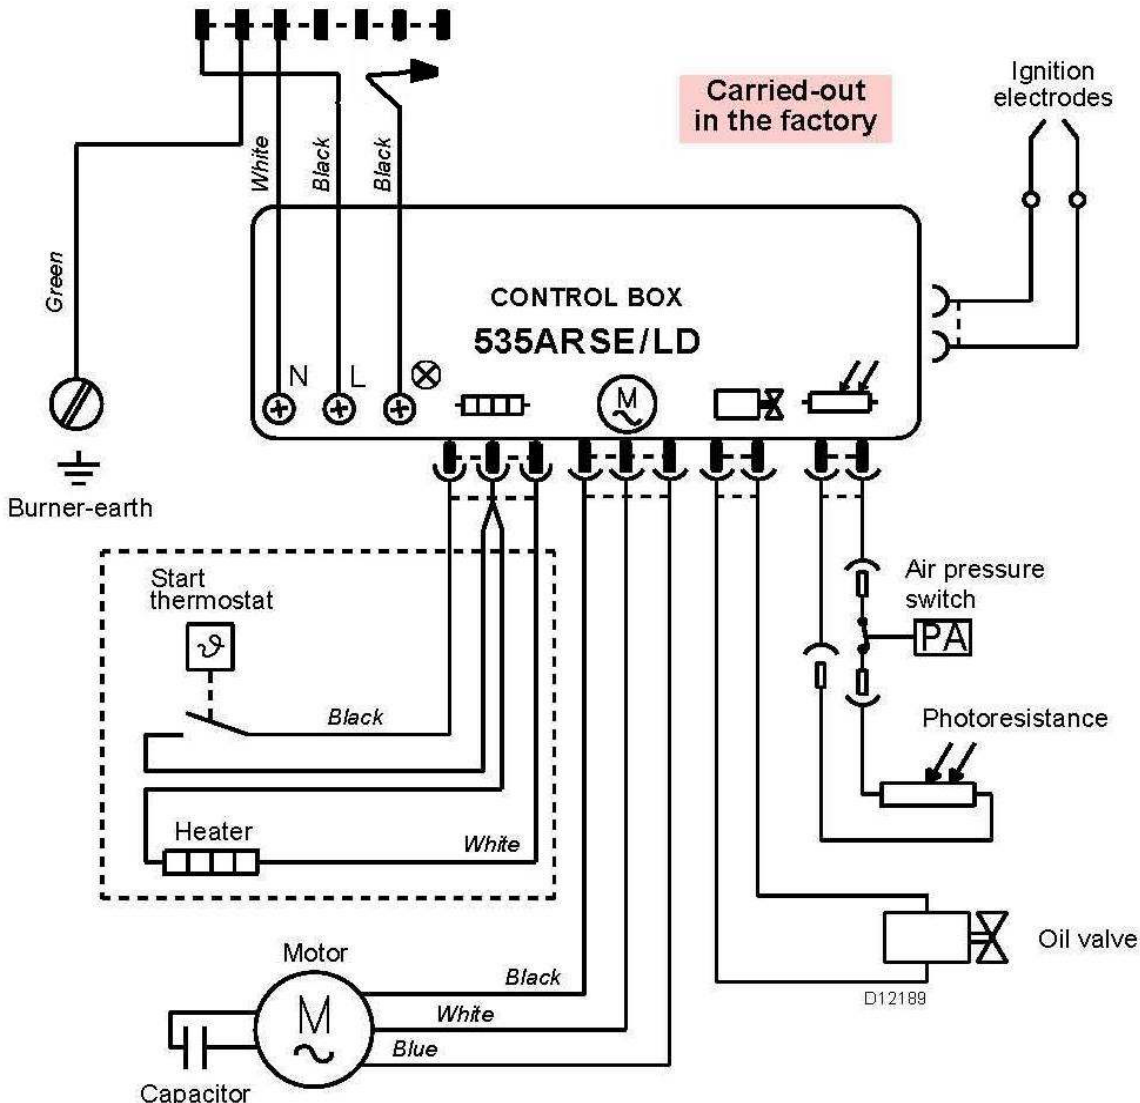 Carried-out
in the factory
Ignition
electrodes
White
Black
Black
Green
CONTROL BOX
535ARSE/LD
N
L
M
Burner-earth
Start
thermostat
Air pressure
switch
PA
Black
Photoresistance
Heater
White
Motor
Black
Oil valve
D12189
M
White
Blue
Capacitor